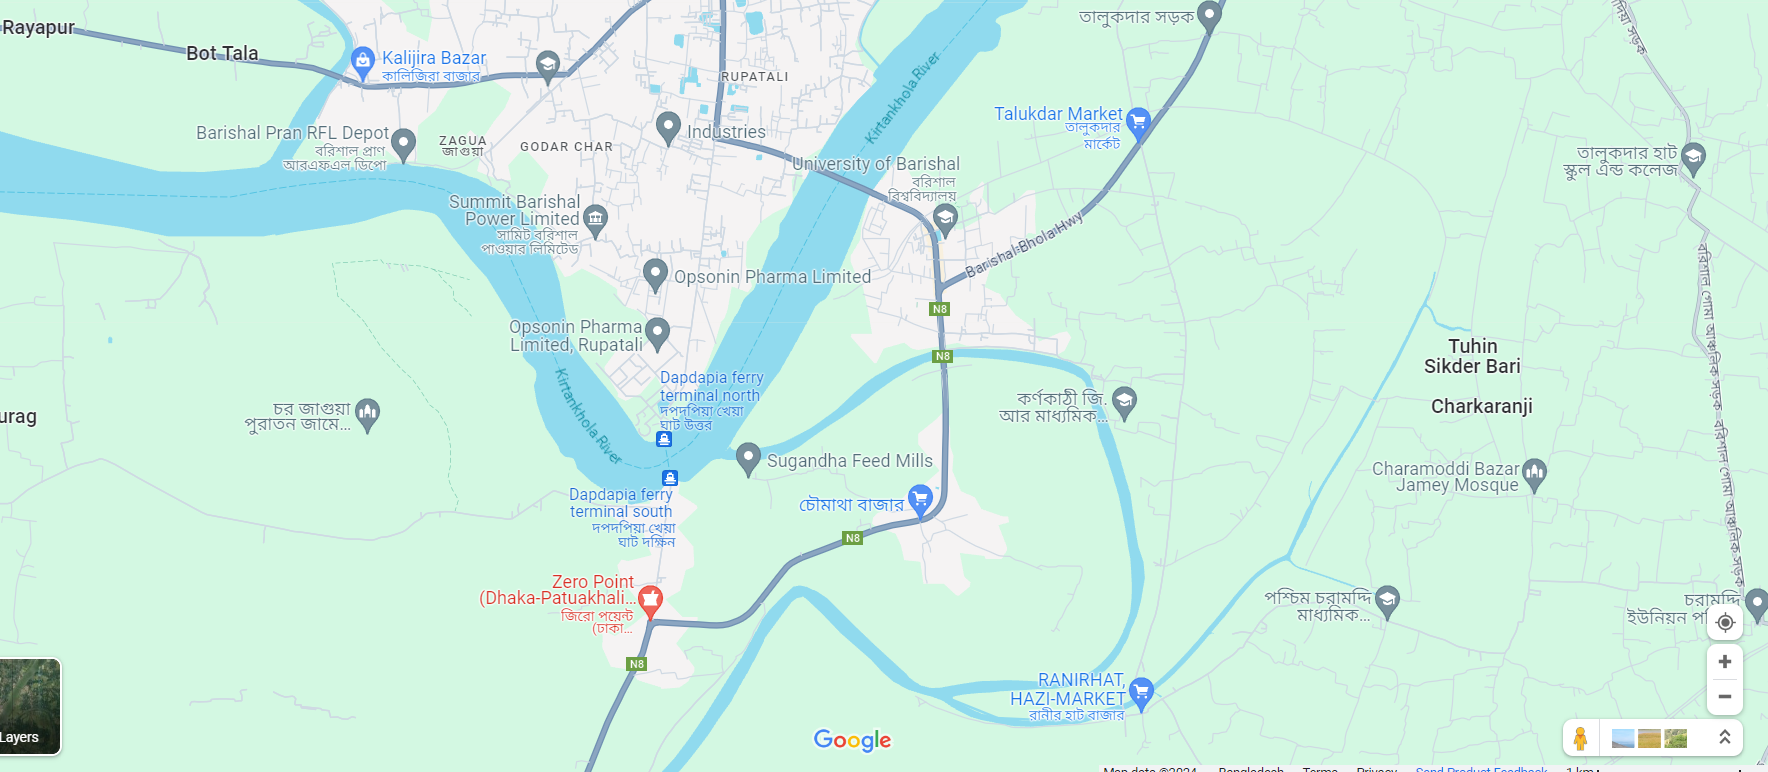 Rayapur
Bot Tala
Kalijira Bazar
কালিজিরা বাজার
RUPATALI
Kirtankhola River
তালুকদার সড়ক
Talukdar Market
তালুকদার
মার্কেট
Barishal Pran RFL Depot
বরিশাল প্রাণ
আরএফএল ডিপো
ZAGUA
জাগুয়া
GODAR CHAR
Industries
University of Barishal
বরিশাল
বিশ্ববিদ্যালয়
তালুকদার হাট
স্কুল এন্ড কলেজ
Summit Barishal
Power Limited
সামিট বরিশাল
পাওয়ার লিমিটেড
Barishal-Bhola Hwy
Opsonin Pharma Limited
N8
Opsonin Pharma
Limited, Rupatali
N8
Tuhin
Sikder Bari
Charkaranji
Kirtankhola River
Dapdapia ferry
terminal north
দপদপিয়া খেয়া
ঘাট উত্তর
urag
চর জাগুয়া
পুরাতন জামে...
কর্ণকাঠী জি.
আর মাধ্যমিক...
Sugandha Feed Mills
Charamoddi Bazar
Jamey Mosque
চৌমাথা বাজার
Dapdapia ferry
terminal south
দপদপিয়া খেয়া
ঘাট দক্ষিন
N8
Zero Point
(Dhaka-Patuakhali...
জিরো পয়েন্ট
(ঢাকা...
পশ্চিম চরামদ্দি
মাধ্যমিক...
চরামদ্দি
ইউনিয়ন
N8
RANIRHAT,
HAZI-MARKET
রানীর হাট বাজার
Layers
Google
Map data ©2024
Bangladesh
Terms
Privacy
Send Product Feedback
1 km